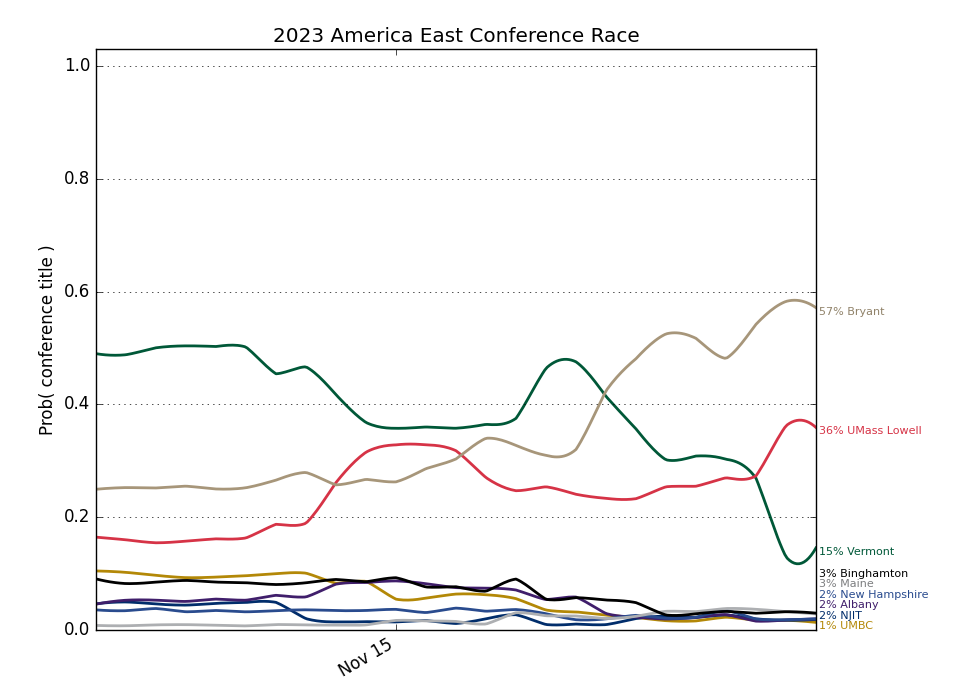 2023 America East Conference Race
Prob( conference title )
1.0
0.8
0.6
0.4
0.2
0.0
Nov 15
57% Bryant
36% UMass Lowell
15% Vermont
3% Binghamton
3% Maine
2% New Hampshire
2% Albany
2% NJIT
1% UMBC